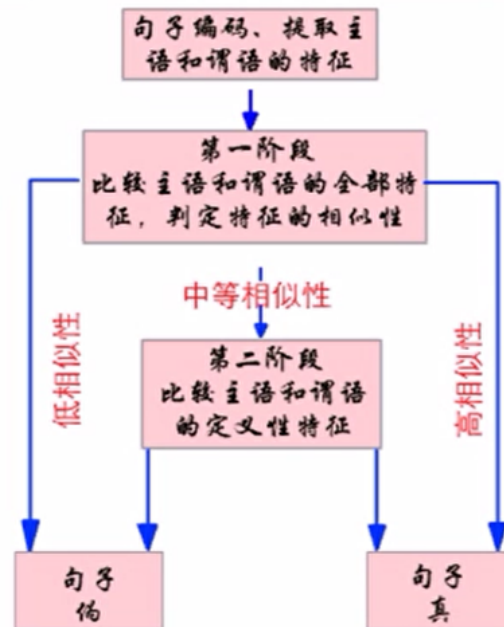 句子编码、提取主
语和谓语的特征
第一阶段
比较主语和谓语的全部特
征，判定特征的相似性
中等相似性
低相似性
高相似性
第二阶段
比较主语和谓语
的定义性特征
句子
伪
句子
真